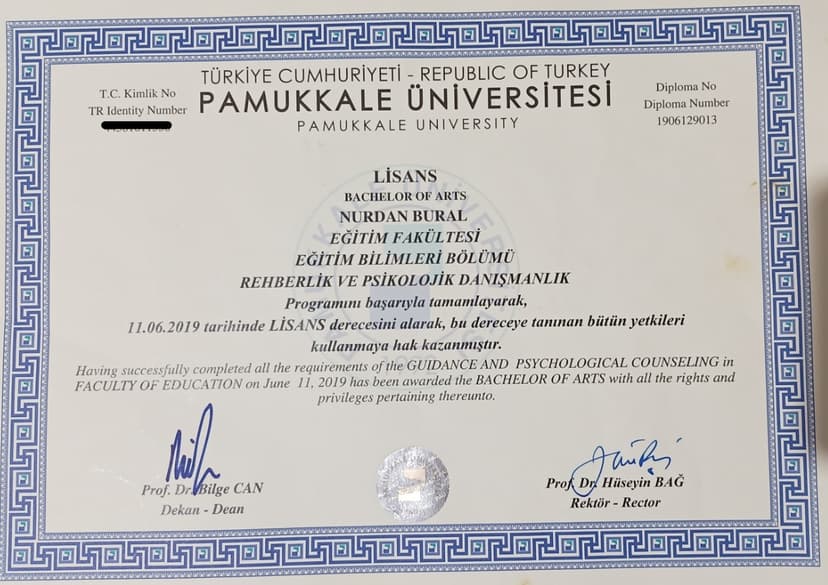 TÜRKİYE CUMHURİYETİ - REPUBLIC OF TURKEY
PAMUKKALE ÜNİVERSİTESİ
PAMUKKALE UNIVERSITY
T.C. Kimlik No
TR Identity Number
Diploma No
Diploma Number
1906129013
LİSANS
BACHELOR OF ARTS
NURDAN BURAL
EĞİTİM FAKÜLTESİ
EĞİTİM BİLİMLERİ BÖLÜMÜ
REHBERLİK VE PSİKOLOJİK DANIŞMANLIK
Programını başarıyla tamamlayarak,
11.06.2019 tarihinde LİSANS derecesini alarak, bu dereceye tanınan bütün yetkileri
kullanmaya hak kazanmıştır.
Having successfully completed all the requirements of the GUIDANCE AND PSYCHOLOGICAL COUNSELING in
FACULTY OF EDUCATION on June 11, 2019 has been awarded the BACHELOR OF ARTS with all the rights and
privileges pertaining thereunto.
Prof. Dr. Bilge CAN
Dekan - Dean
Prof. Dr. Hüseyin BAĞ
Rektör - Rector